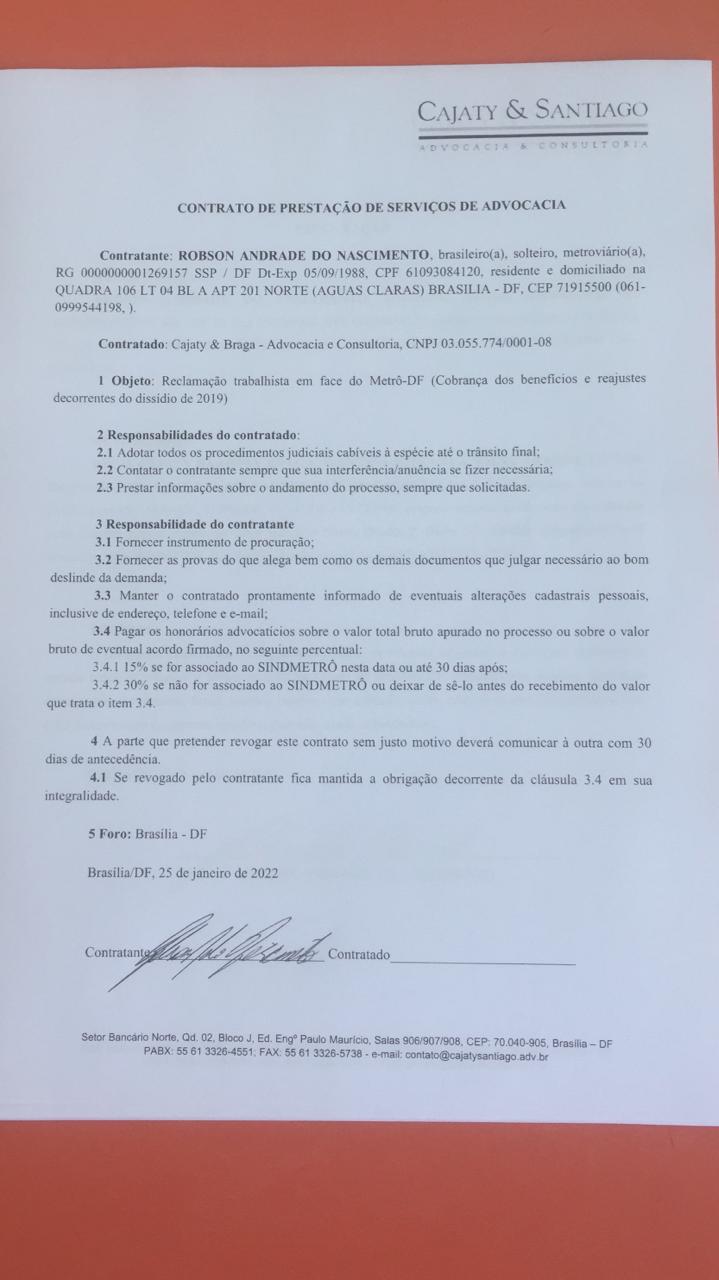 CAJATY & SANTIAGO
ADVOCACIA & CONSULTORIA
CONTRATO DE PRESTAÇÃO DE SERVIÇOS DE ADVOCACIA
Contratante: ROBSON ANDRADE DO NASCIMENTO, brasileiro(a), solteiro, metroviário(a),
RG 0000000001269157 SSP / DF Dt-Exp 05/09/1988, CPF 61093084120, residente e domiciliado na
QUADRA 106 LT 04 BL A APT 201 NORTE (AGUAS CLARAS) BRASILIA - DF, CEP 71915500 (061-
0999544198, ).
Contratado: Cajaty & Braga - Advocacia e Consultoria, CNPJ 03.055.774/0001-08
1 Objeto: Reclamação trabalhista em face do Metrô-DF (Cobrança dos benefícios e reajustes
decorrentes do dissídio de 2019)
2 Responsabilidades do contratado:
2.1 Adotar todos os procedimentos judiciais cabíveis à espécie até o trânsito final;
2.2 Contatar o contratante sempre que sua interferência/anuência se fizer necessária;
2.3 Prestar informações sobre o andamento do processo, sempre que solicitadas.
3 Responsabilidade do contratante
3.1 Fornecer instrumento de procuração;
3.2 Fornecer as provas do que alega bem como os demais documentos que julgar necessário ao bom
deslinde da demanda;
3.3 Manter o contratado prontamente informado de eventuais alterações cadastrais pessoais,
inclusive de endereço, telefone e e-mail;
3.4 Pagar os honorários advocatícios sobre o valor total bruto apurado no processo ou sobre o valor
bruto de eventual acordo firmado, no seguinte percentual:
3.4.1 15% se for associado ao SINDMETRÔ nesta data ou até 30 dias após;
3.4.2 30% se não for associado ao SINDMETRÔ ou deixar de sê-lo antes do recebimento do valor
que trata o item 3.4.
4 A parte que pretender revogar este contrato sem justo motivo deverá comunicar à outra com 30
dias de antecedência.
4.1 Se revogado pelo contratante fica mantida a obrigação decorrente da cláusula 3.4 em sua
integralidade.
5 Foro: Brasília - DF
Brasília/DF, 25 de janeiro de 2022
Contratante Contratado
Setor Bancário Norte, Qd. 02, Bloco J, Ed. Engº Paulo Maurício, Salas 906/907/908, CEP: 70.040-905, Brasília – DF
PABX: 55 61 3326-4551; FAX: 55 61 3326-5738 - e-mail: contato@cajatysantiago.adv.br